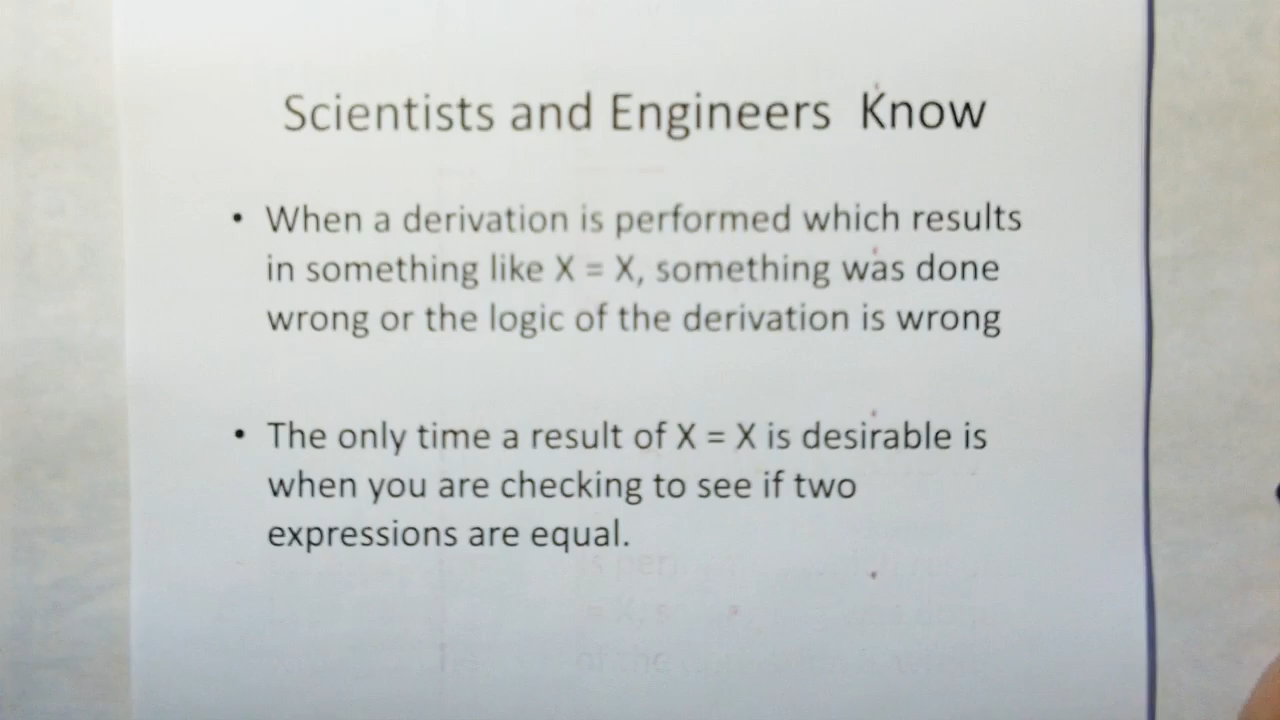 Scientists and Engineers Know
• When a derivation is performed which results
in something like X = X, something was done
wrong or the logic of the derivation is wrong
• The only time a result of X = X is desirable is
when you are checking to see if two
expressions are equal.